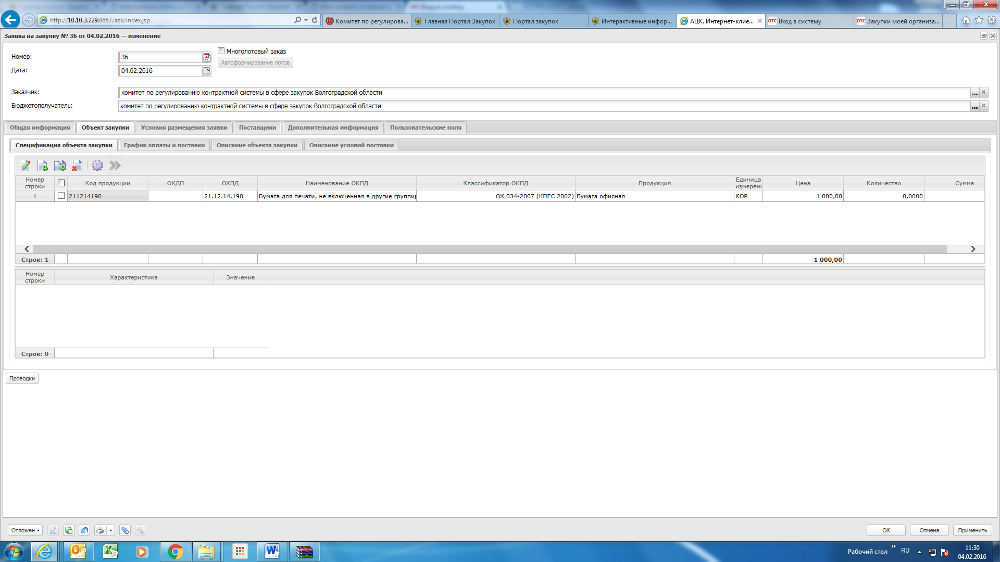 http://10.10.3.229:8887/azk/index.jsp
Комитет по регулирова...
Главная Портал Закупок
Портал закупок
Интерактивные инфор...
АЦК. Интернет-клие...
отс Вход в систему
отс Закупки моей организа...
Заявка на закупку № 36 от 04.02.2016 — изменение
Номер:
36
Многолотовый заказ
Дата:
04.02.2016
Автоформирование лотов
Заказчик:
комитет по регулированию контрактной системы в сфере закупок Волгоградской области
Бюджетополучатель:
комитет по регулированию контрактной системы в сфере закупок Волгоградской области
Общая информация
Объект закупки
Условия размещения заявки
Поставщики
Дополнительная информация
Пользовательские поля
Спецификация объекта закупки
График оплаты и поставки
Описание объекта закупки
Описание условий поставки
Номер строки
Код продукции
ОКДП
ОКПД
Наименование ОКПД
Классификатор ОКПД
Продукция
Единица измерени
Цена
Количество
Сумма
1
211214190
21.12.14.190
Бумага для печати, не включенная в другие группир
ОК 034-2007 (КПЕС 2002)
Бумага офисная
КОР
1 000,00
0,0000
Строк: 1
1 000,00
Номер строки
Характеристика
Значение
Строк: 0
Проводки
Отложен
ОК
Отмена
Применить
Рабочий стол
RU
11:30
04.02.2016